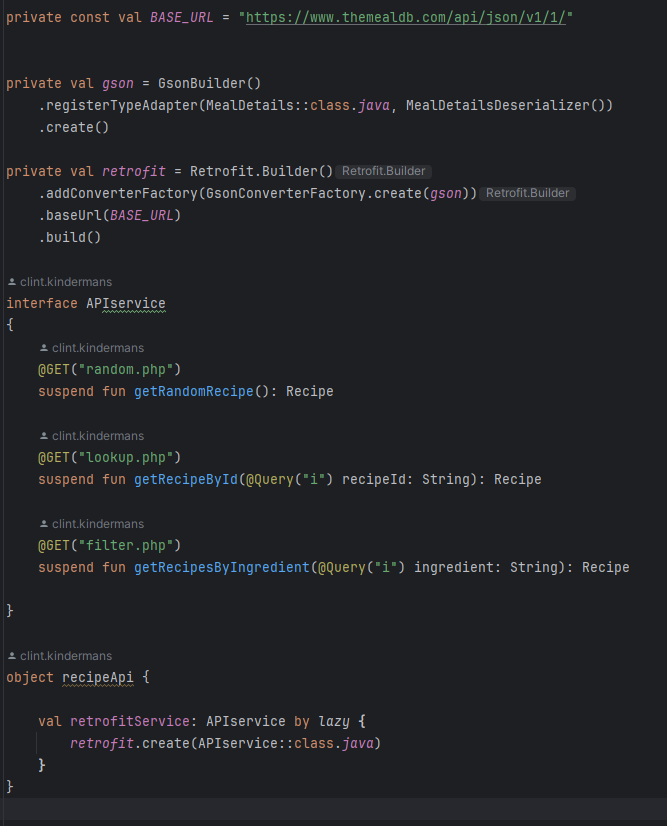 private const val BASE_URL = "https://www.themealdb.com/api/json/v1/1/"
private val gson = GsonBuilder()
.registerTypeAdapter(MealDetails::class.java, MealDetailsDeserializer())
.create()
private val retrofit = Retrofit.Builder() Retrofit.Builder
.addConverterFactory(GsonConverterFactory.create(gson)) Retrofit.Builder
.baseUrl(BASE_URL)
.build()
clint.kindermans
interface APIservice
{
clint.kindermans
@GET("random.php")
suspend fun getRandomRecipe(): Recipe
clint.kindermans
@GET("lookup.php")
suspend fun getRecipeById(@Query("i") recipeId: String): Recipe
clint.kindermans
@GET("filter.php")
suspend fun getRecipesByIngredient(@Query("i") ingredient: String): Recipe
}
clint.kindermans
object recipeApi {
val retrofitService: APIservice by lazy {
retrofit.create(APIservice::class.java)
}
}